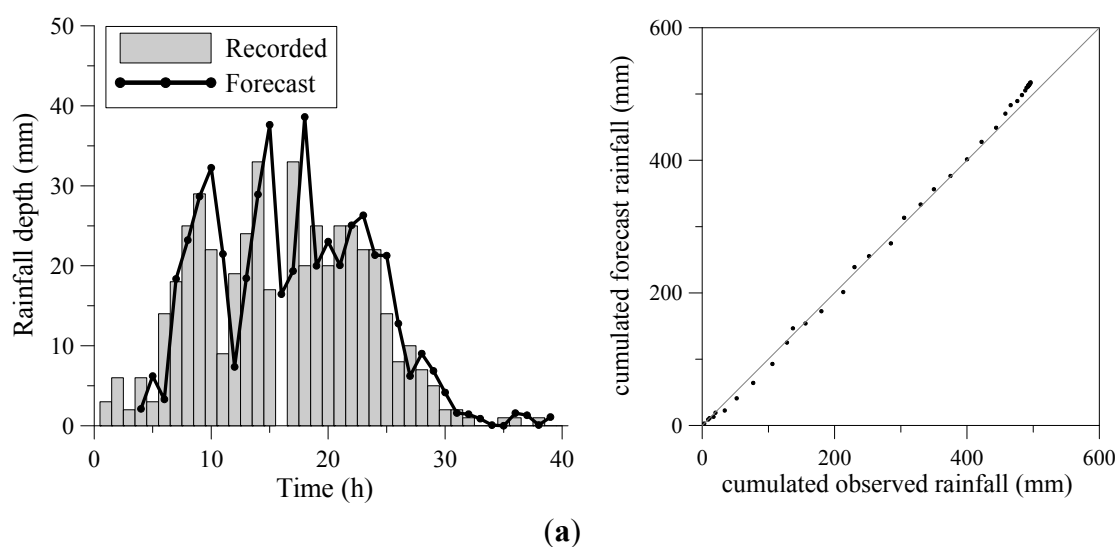 50
40
30
20
10
0
Rainfall depth (mm)
Recorded
Forecast
0 10 20 30 40
Time (h)
600
400
200
0
cumulated forecast rainfall (mm)
0 200 400 600
cumulated observed rainfall (mm)
(a)